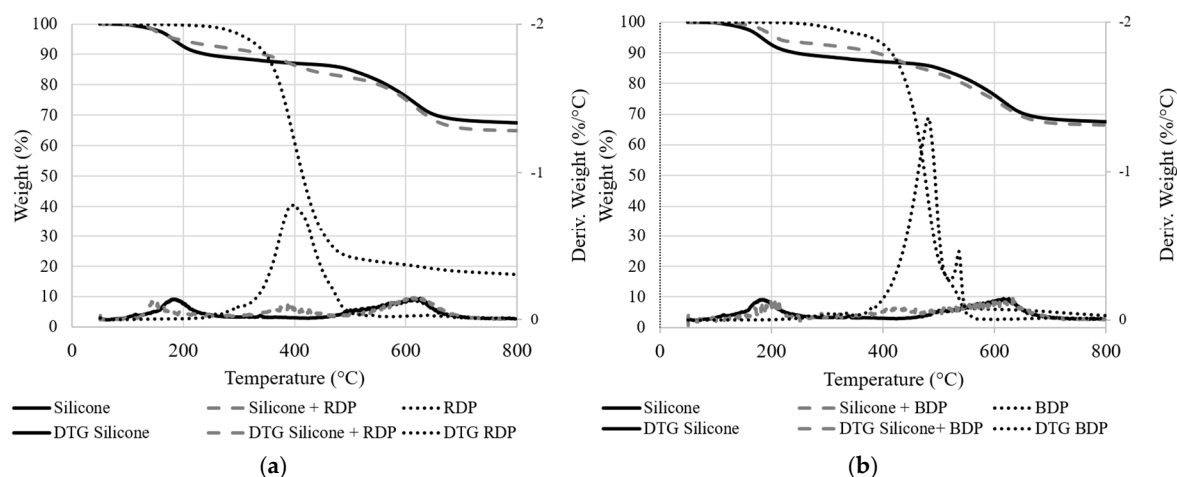 100
90
80
70
60
50
40
30
20
10
0
Weight (%)
-2
-1
0
Deriv. Weight (%/°C)
0 200 400 600 800
Temperature (°C)
Silicone Silicone + RDP RDP
DTG Silicone DTG Silicone + RDP DTG RDP
(a)
100
90
80
70
60
50
40
30
20
10
0
Weight (%)
-2
-1
0
Deriv. Weight (%/°C)
0 200 400 600 800
Temperature (°C)
Silicone Silicone + BDP BDP
DTG Silicone DTG Silicone+ BDP DTG BDP
(b)